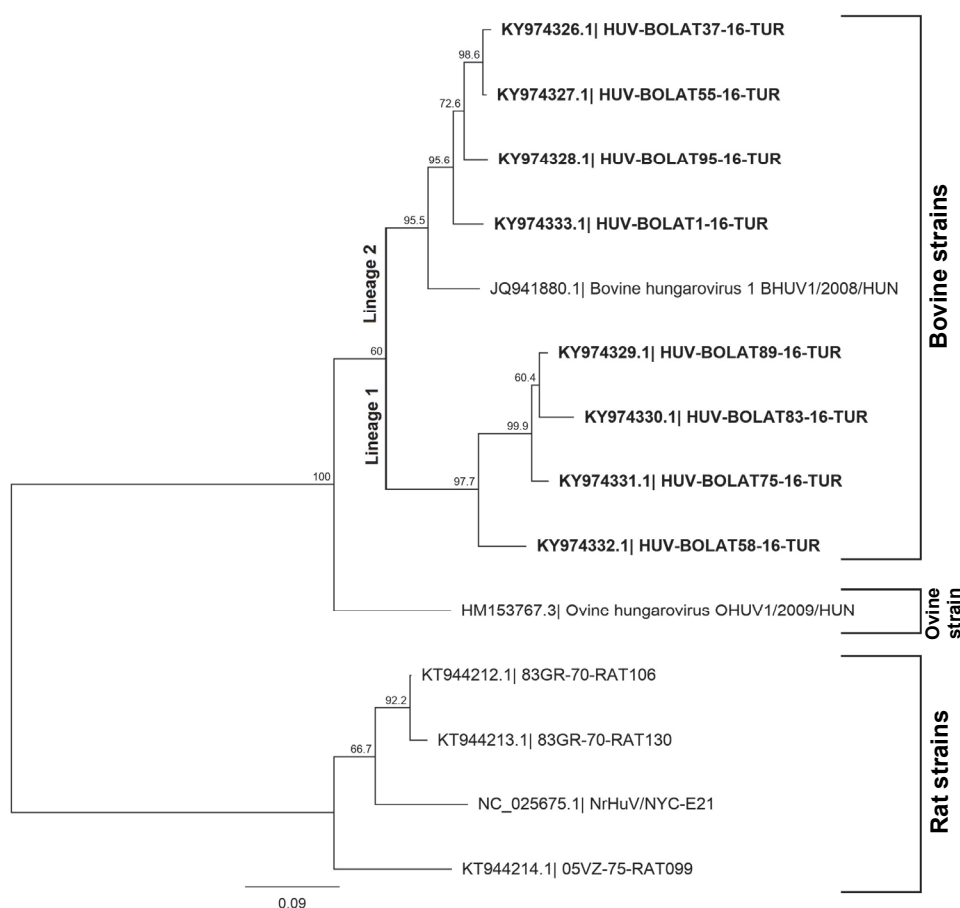 KY974326.1| HUV-BOLAT37-16-TUR
98.6
KY974327.1| HUV-BOLAT55-16-TUR
72.6
KY974328.1| HUV-BOLAT95-16-TUR
95.6
KY974333.1| HUV-BOLAT1-16-TUR
95.5
Lineage 2
JQ941880.1| Bovine hungarovirus 1 BHUV1/2008/HUN
Bovine strains
60
KY974329.1| HUV-BOLAT89-16-TUR
60.4
KY974330.1| HUV-BOLAT83-16-TUR
Lineage 1
99.9
KY974331.1| HUV-BOLAT75-16-TUR
97.7
KY974332.1| HUV-BOLAT58-16-TUR
100
HM153767.3| Ovine hungarovirus OHUV1/2009/HUN
Ovine
strain
KT944212.1| 83GR-70-RAT106
92.2
KT944213.1| 83GR-70-RAT130
66.7
NC_025675.1| NrHuV/NYC-E21
Rat strains
KT944214.1| 05VZ-75-RAT099
0.09